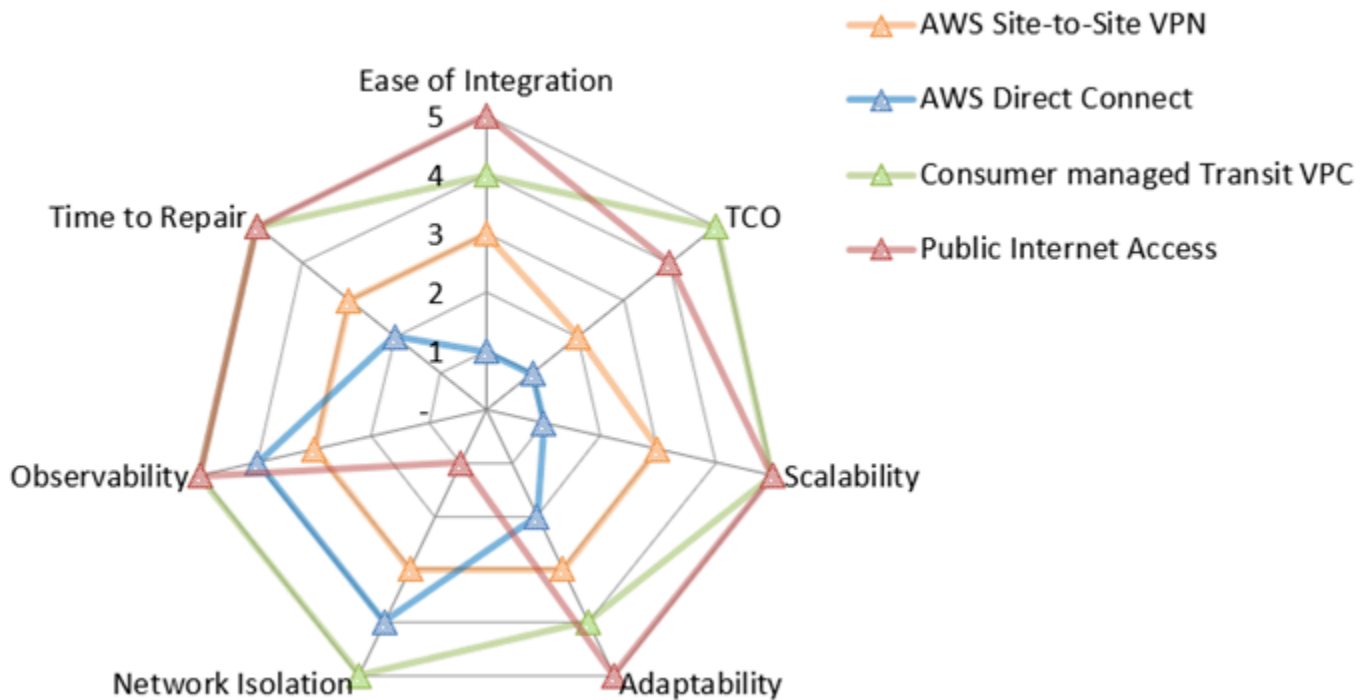 AWS Site-to-Site VPN
AWS Direct Connect
Consumer managed Transit VPC
Public Internet Access
Ease of Integration
5
4
3
2
1
-
TCO
Scalability
Adaptability
Network Isolation
Observability
Time to Repair